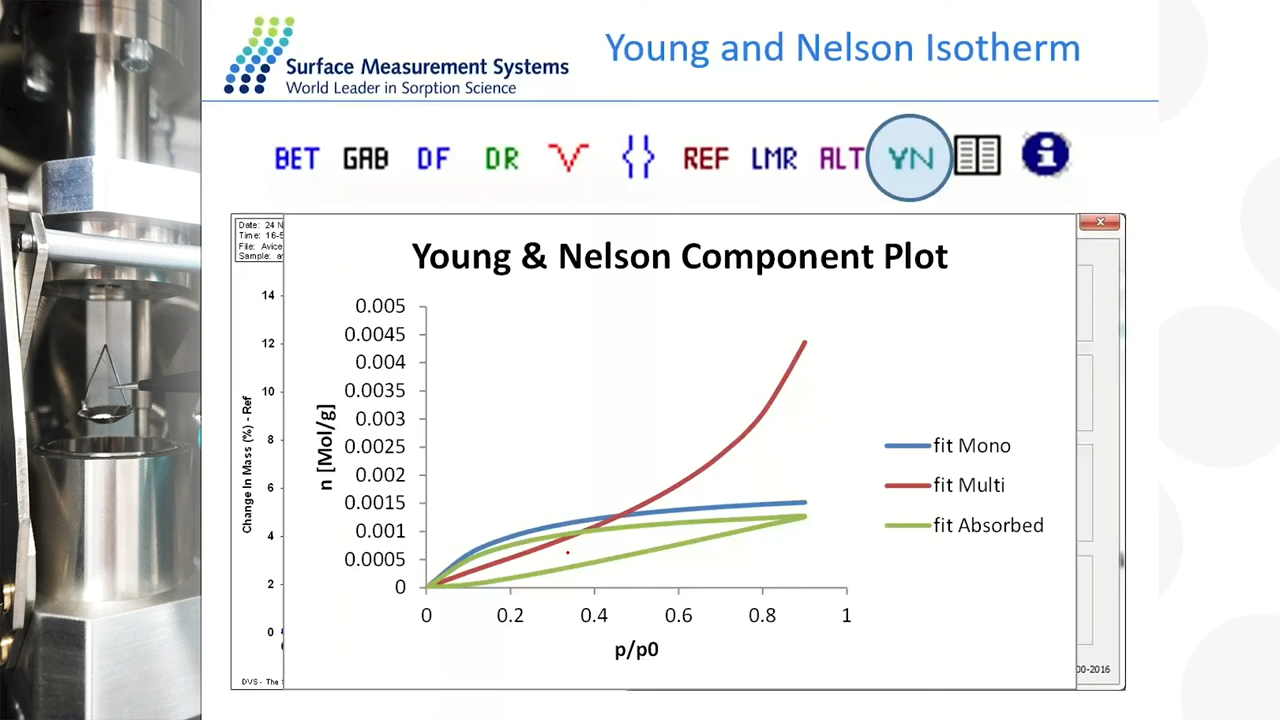 Surface Measurement Systems
World Leader in Sorption Science
Young and Nelson Isotherm
BET GAB DF DR REF LMR ALT YN
Date: 24 N
Time: 16-5
File: Avice
Sample: a
14
12
10
8
6
4
2
0
Change In Mass (%) - Ref
DVS - The
Young & Nelson Component Plot
n [Mol/g]
0.005
0.0045
0.004
0.0035
0.003
0.0025
0.002
0.0015
0.001
0.0005
0
0 0.2 0.4 0.6 0.8 1
p/p0
fit Mono
fit Multi
fit Absorbed
00-2016